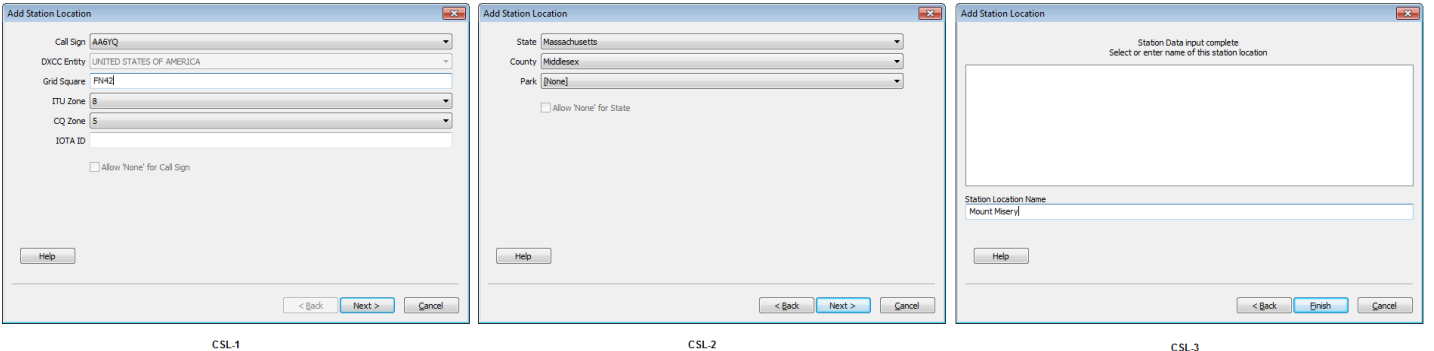 Add Station Location
Call Sign AA6YQ
DXCC Entity UNITED STATES OF AMERICA
Grid Square FN42
ITU Zone 8
CQ Zone 5
IOTA ID
Allow 'None' for Call Sign
Help
< Back Next > Cancel
CSL-1
Add Station Location
State Massachusetts
County Middlesex
Park [None]
Allow 'None' for State
Help
< Back Next > Cancel
CSL-2
Add Station Location
Station Data input complete
Select or enter name of this station location
Station Location Name
Mount Misery
Help
< Back Finish Cancel
CSL-3